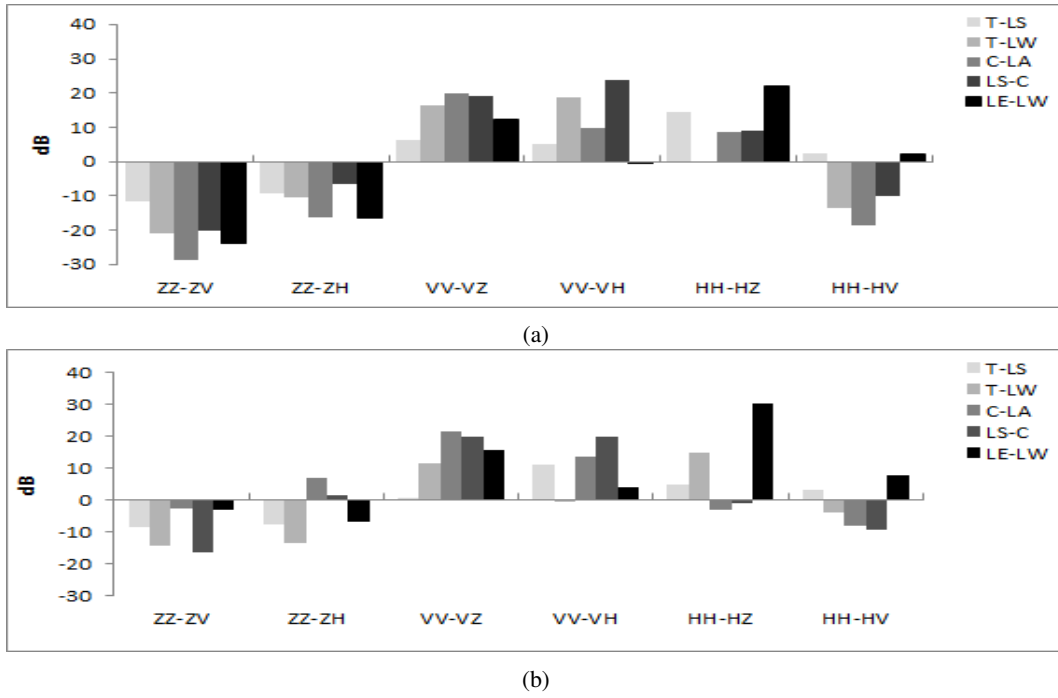 40
30
20
10
0
-10
-20
-30
dB
ZZ-ZV ZZ-ZH VV-VZ VV-VH HH-HZ HH-HV
T-LS
T-LW
C-LA
LS-C
LE-LW
(a)
40
30
20
10
0
-10
-20
-30
dB
ZZ-ZV ZZ-ZH VV-VZ VV-VH HH-HZ HH-HV
T-LS
T-LW
C-LA
LS-C
LE-LW
(b)